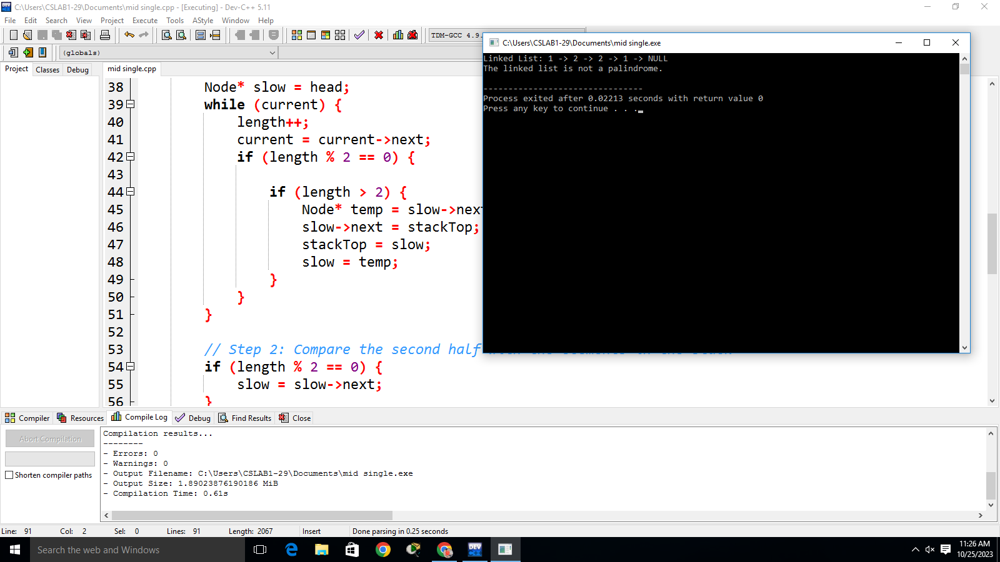 C:\Users\CSLAB1-29\Documents\mid single.cpp - [Executing] - Dev-C++ 5.11
File Edit Search View Project Execute Tools AStyle Window Help
TDM-GCC 4.9.
(globals)
Project Classes Debug
mid single.cpp
38 Node* slow = head;
39 while (current) {
40 length++;
41 current = current->next;
42 if (length % 2 == 0) {
43
44 if (length > 2) {
45 Node* temp = slow->next
46 slow->next = stackTop;
47 stackTop = slow;
48 slow = temp;
49 }
50 }
51 }
52
53 // Step 2: Compare the second half
54 if (length % 2 == 0) {
55 slow = slow->next;
56 }
C:\Users\CSLAB1-29\Documents\mid single.exe
Linked List: 1 -> 2 -> 2 -> 1 -> NULL
The linked list is not a palindrome.
--------------------------------
Process exited after 0.02213 seconds with return value 0
Press any key to continue . . .
Compiler Resources Compile Log Debug Find Results Close
Abort Compilation
Shorten compiler paths
Compilation results...
--------
- Errors: 0
- Warnings: 0
- Output Filename: C:\Users\CSLAB1-29\Documents\mid single.exe
- Output Size: 1.89023876190186 MiB
- Compilation Time: 0.61s
Line: 91 Col: 2 Sel: 0 Lines: 91 Length: 2067 Insert Done parsing in 0.25 seconds
Search the web and Windows
DEV
11:26 AM
10/25/2023